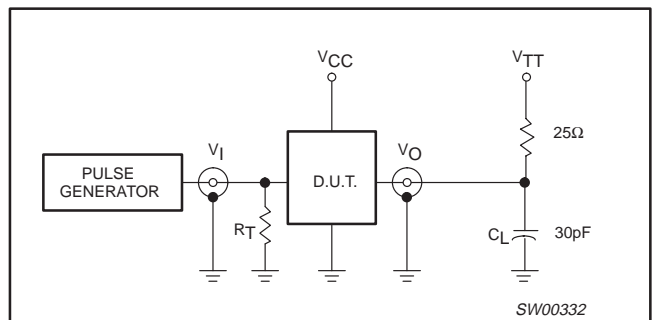 VCC
VTT
25Ω
VI
VO
PULSE
GENERATOR
D.U.T.
RT
CL
30pF
SW00332